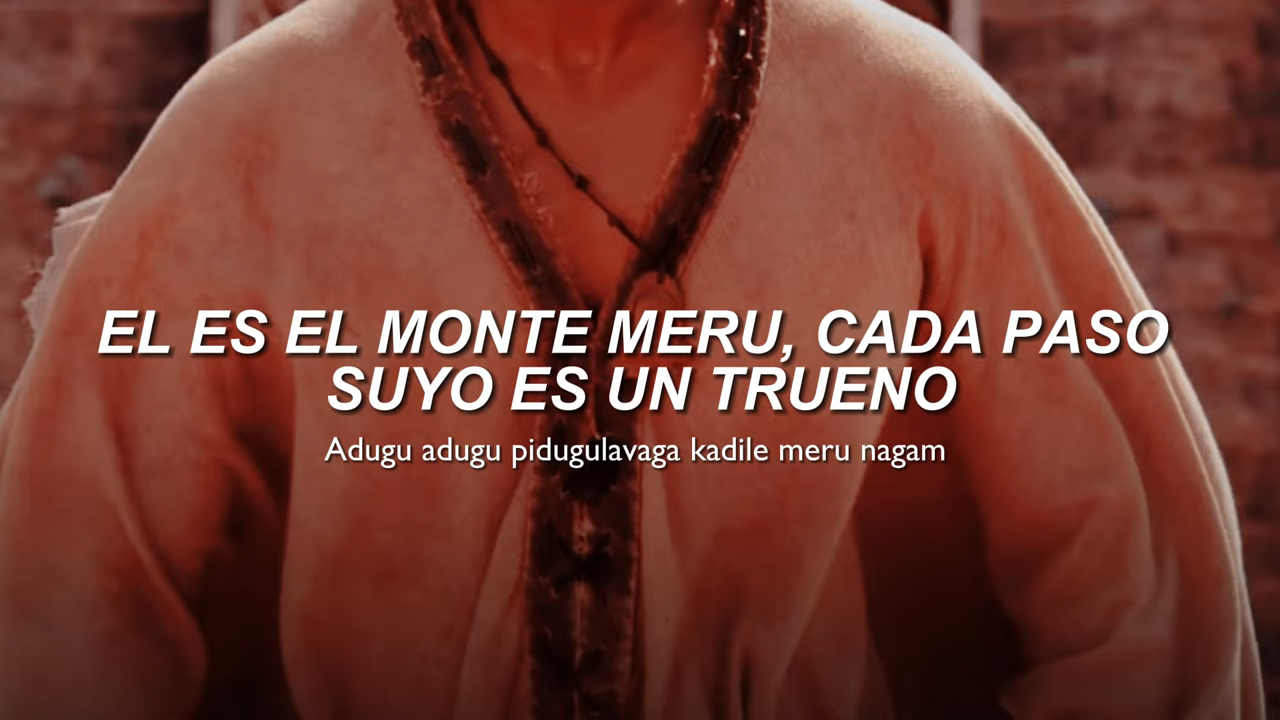 EL ES EL MONTE MERU, CADA PASO
SUYO ES UN TRUENO
Adugu adugu pidugulavaga kadile meru nagam